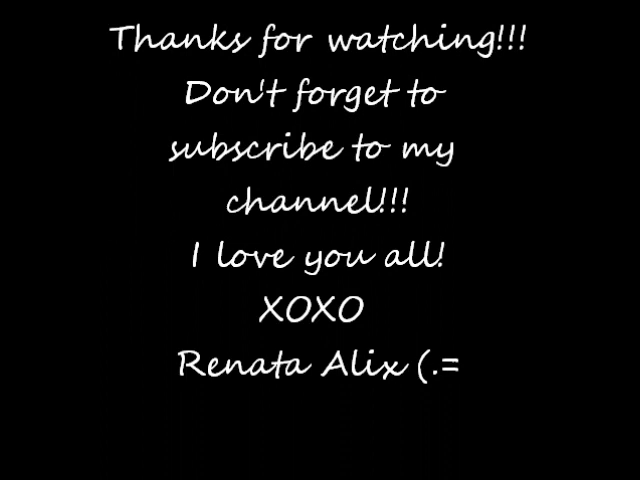 Thanks for watching!!!
Don't forget to
subscribe to my
channel!!!
I love you all!
XOXO
Renata Alix (.=